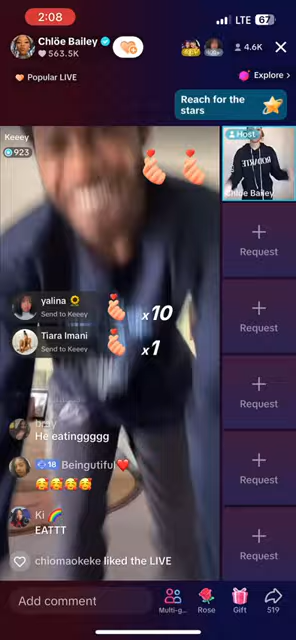 2:08
LTE 67
Chlöe Bailey
563.5K
4.6K
Popular LIVE
Explore >
Reach for the
stars
Keeey
923
Host
Chloe Bailey
Request
yalina
Send to Keeey
x10
Tiara Imani
Send to Keeey
x1
Request
Request
Request
Request
He eatingggg
18 Beingutiful
Ki
EATTT
chiomaokeke liked the LIVE
Add comment
Multi-g...
Rose
Gift
519